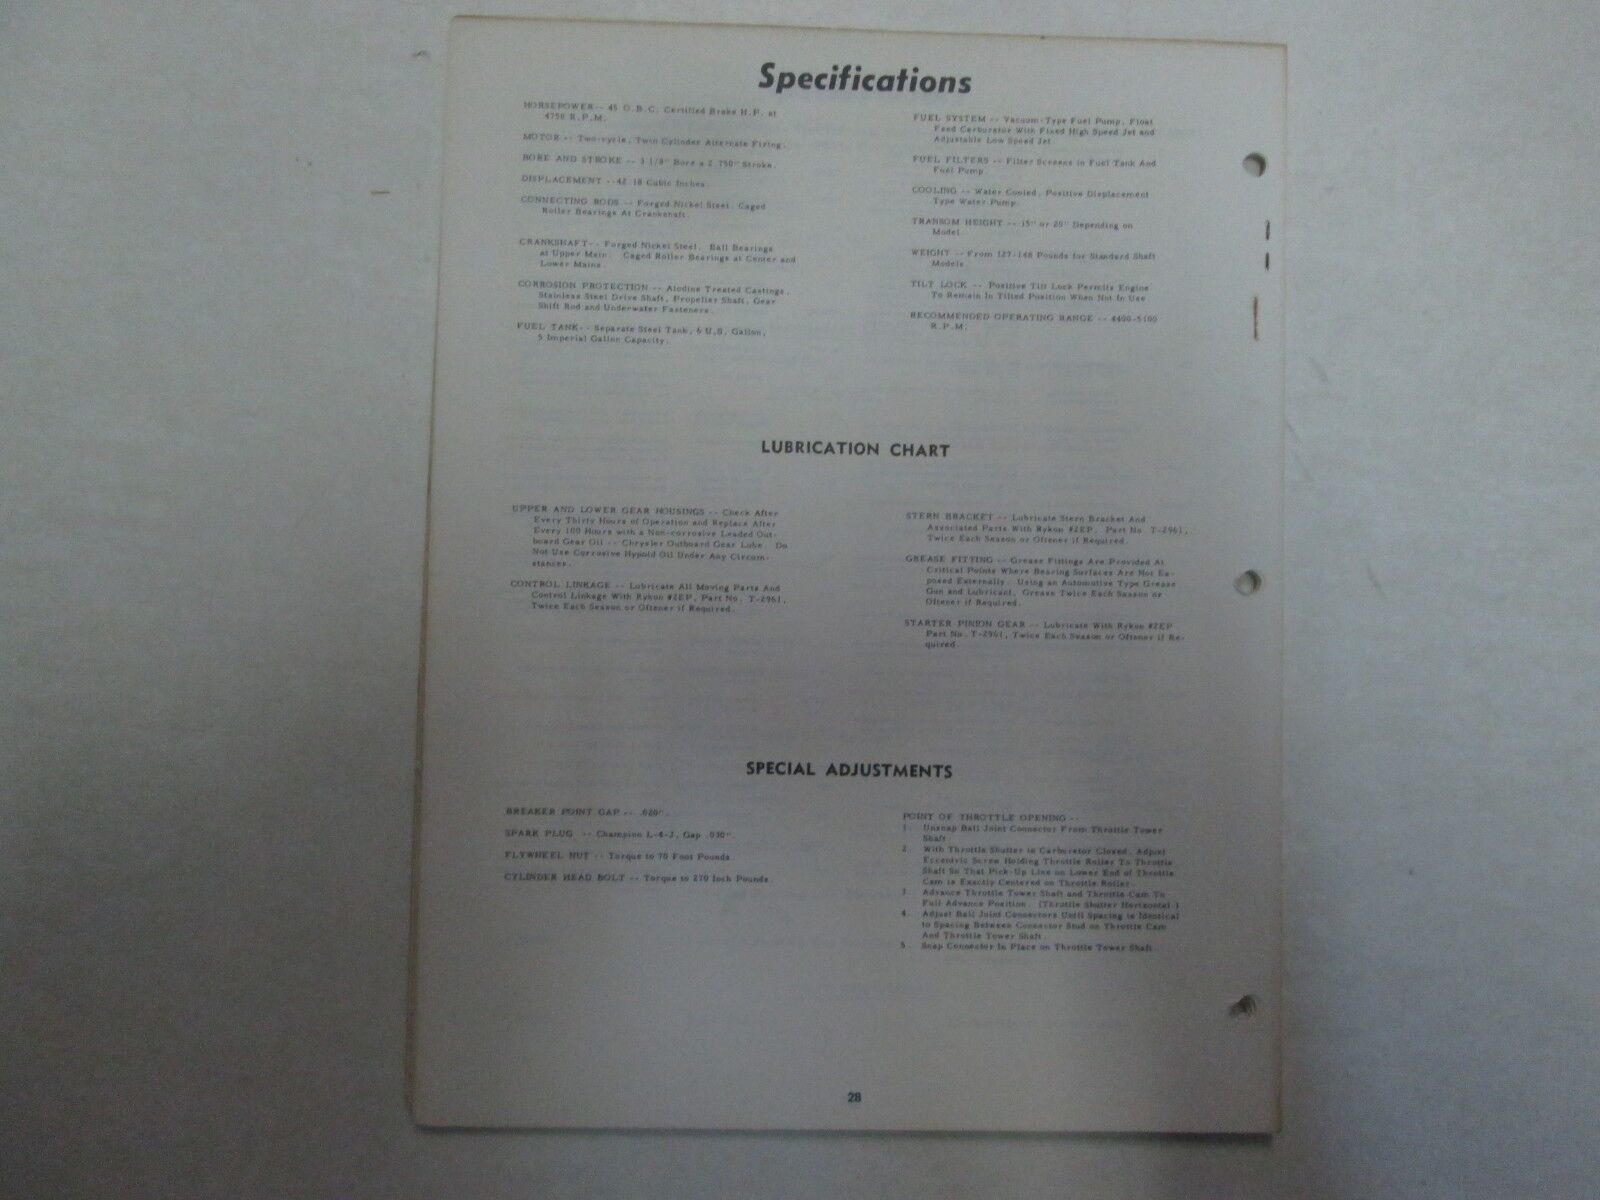 Specifications
HORSEPOWER-- 45 O.B.C. Certified Brake H.P. at
4750 R.P.M.
MOTOR -- Two-cycle, Twin Cylinder Alternate Firing.
BORE AND STROKE -- 3 1/8" Bore x 2.750" Stroke.
DISPLACEMENT --42.18 Cubic Inches.
CONNECTING RODS -- Forged Nickel Steel. Caged
Roller Bearings At Crankshaft.
CRANKSHAFT-- Forged Nickel Steel. Ball Bearings
at Upper Main. Caged Roller Bearings at Center and
Lower Mains.
CORROSION PROTECTION -- Alodine Treated Castings,
Stainless Steel Drive Shaft, Propeller Shaft, Gear
Shift Rod and Underwater Fasteners.
FUEL TANK-- Separate Steel Tank, 6 U.S. Gallon,
5 Imperial Gallon Capacity.
FUEL SYSTEM -- Vacuum-Type Fuel Pump, Float
Feed Carburetor With Fixed High Speed Jet and
Adjustable Low Speed Jet.
FUEL FILTERS -- Filter Screens in Fuel Tank And
Fuel Pump.
COOLING -- Water Cooled, Positive Displacement
Type Water Pump.
TRANSOM HEIGHT -- 15" or 20" Depending on
Model.
WEIGHT -- From 127-148 Pounds for Standard Shaft
Models.
TILT LOCK -- Positive Tilt Lock Permits Engine
To Remain In Tilted Position When Not In Use.
RECOMMENDED OPERATING RANGE -- 4400-5100
R.P.M.
LUBRICATION CHART
UPPER AND LOWER GEAR HOUSINGS -- Check After
Every Thirty Hours of Operation and Replace After
Every 100 Hours with a Non-corrosive Leaded Out-
board Gear Oil -- Chrysler Outboard Gear Lube. Do
Not Use Corrosive Hypoid Oil Under Any Circum-
stances.
CONTROL LINKAGE -- Lubricate All Moving Parts And
Control Linkage With Rykon #2EP, Part No. T-2961,
Twice Each Season or Oftener if Required.
STERN BRACKET -- Lubricate Stern Bracket And
Associated Parts With Rykon #2EP, Part No. T-2961,
Twice Each Season or Oftener if Required.
GREASE FITTING -- Grease Fittings Are Provided At
Critical Points Where Bearing Surfaces Are Not Ex-
posed Externally. Using an Automotive Type Grease
Gun and Lubricant, Grease Twice Each Season or
Oftener if Required.
STARTER PINION GEAR -- Lubricate With Rykon #2EP
Part No. T-2961, Twice Each Season or Oftener if Re-
quired.
SPECIAL ADJUSTMENTS
BREAKER POINT GAP -- .020".
SPARK PLUG -- Champion L-4-J, Gap .030".
FLYWHEEL NUT -- Torque to 70 Foot Pounds
CYLINDER HEAD BOLT -- Torque to 270 Inch Pounds
POINT OF THROTTLE OPENING --
1. Unsnap Ball Joint Connector From Throttle Tower
Shaft.
2. With Throttle Shutter in Carburetor Closed, Adjust
Eccentric Screw Holding Throttle Roller To Throttle
Shaft So That Pick-Up Line on Lower End of Throttle
Cam is Exactly Centered on Throttle Roller.
3. Advance Throttle Tower Shaft and Throttle Cam To
Full Advance Position. (Throttle Shutter Horizontal.)
4. Adjust Ball Joint Connectors Until Spacing is Identical
to Spacing Between Connector Stud on Throttle Cam
And Throttle Tower Shaft.
5. Snap Connector In Place on Throttle Tower Shaft.
28